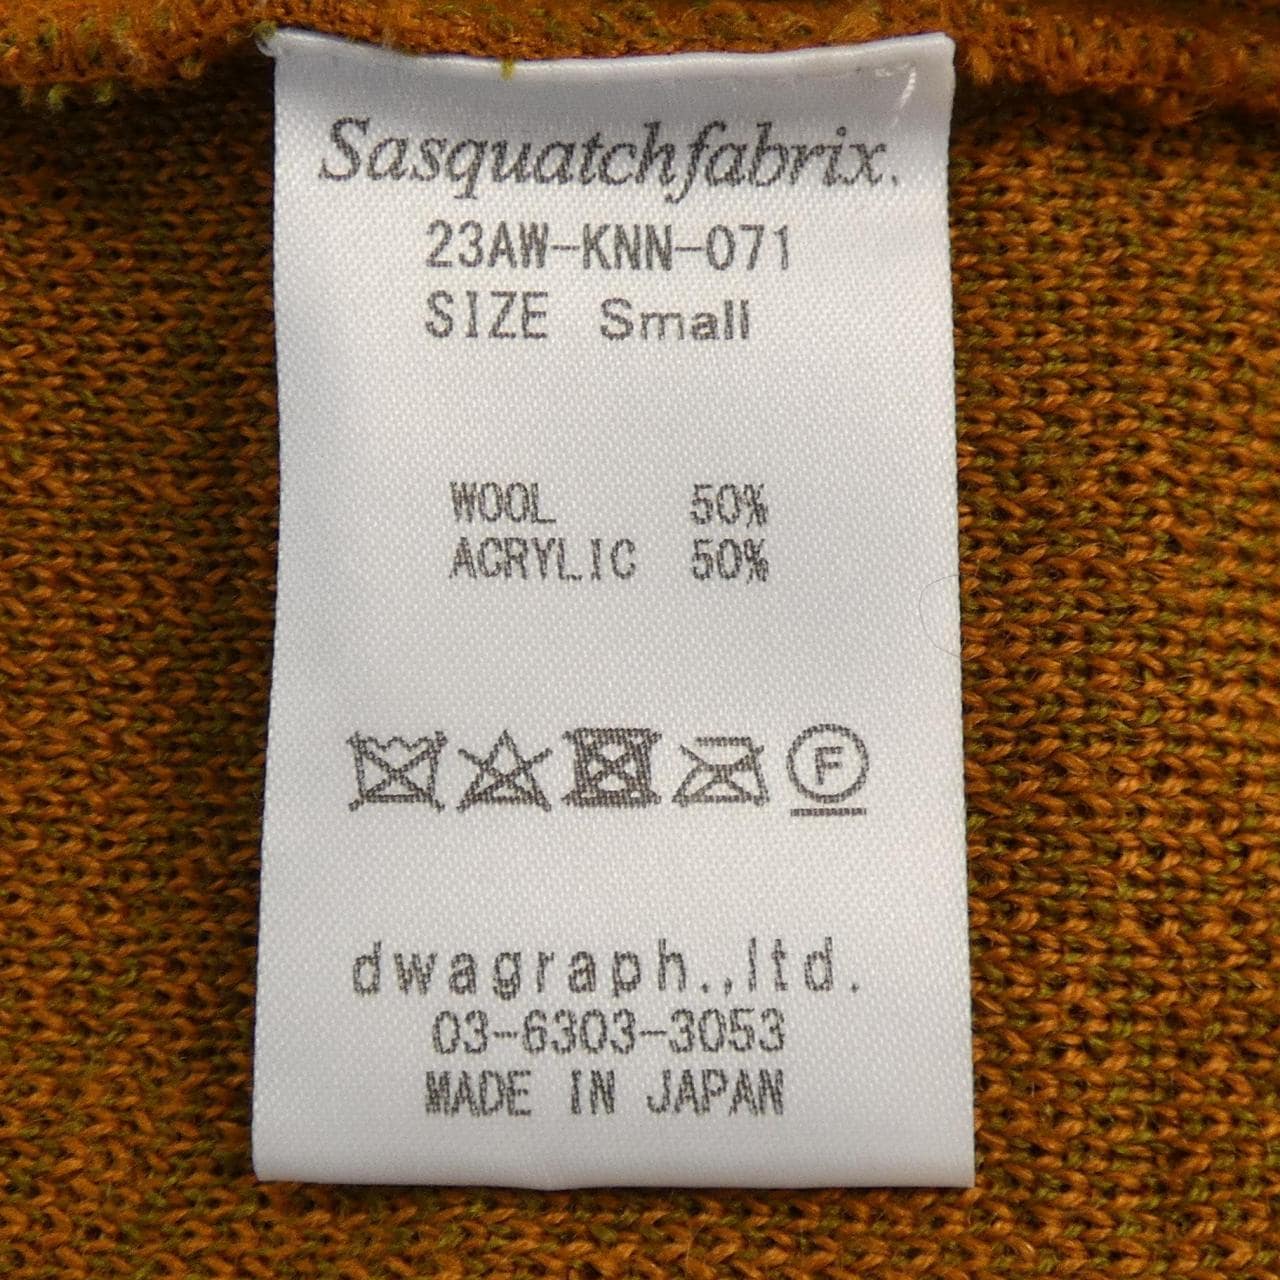 Sasquatchfabrix.
23AW-KNN-071
SIZE Small
WOOL 50%
ACRYLIC 50%
F
dwagraph.,ltd.
03-6303-3053
MADE IN JAPAN